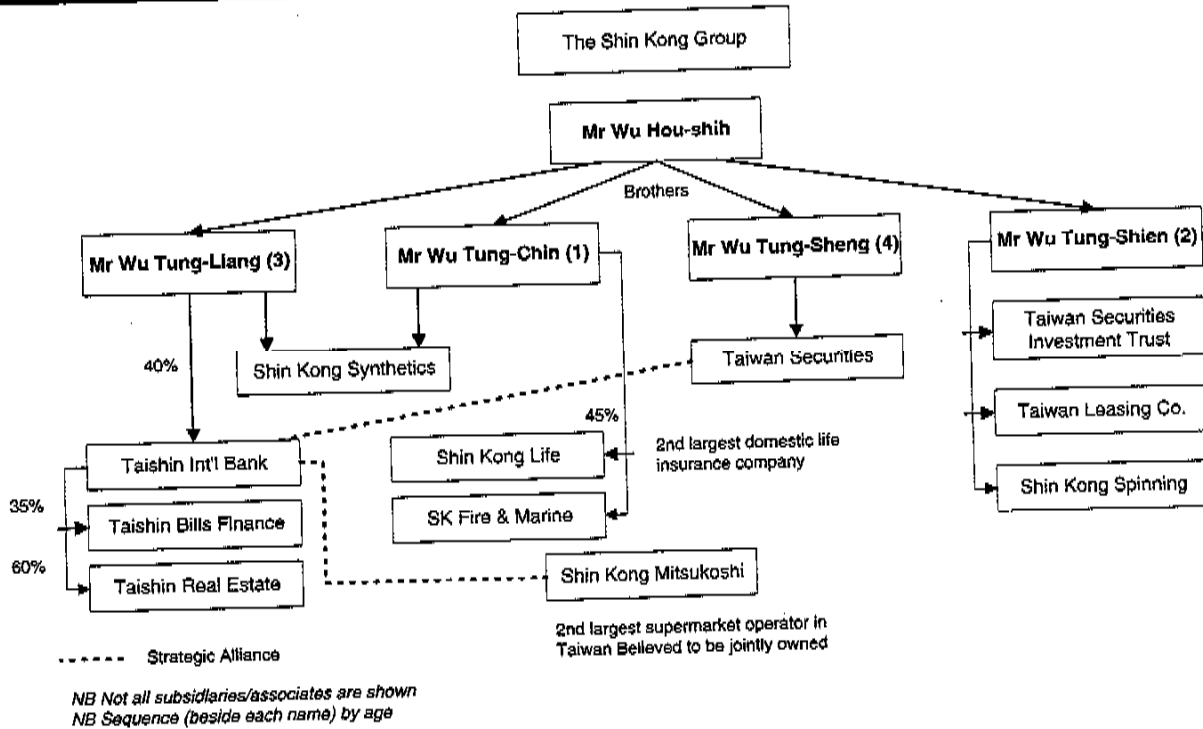 The Shin Kong Group
Mr Wu Hou-shih
Brothers
Mr Wu Tung-Liang (3)
Mr Wu Tung-Chin (1)
Mr Wu Tung-Sheng (4)
Mr Wu Tung-Shien (2)
40%
Shin Kong Synthetics
Taiwan Securities
Taiwan Securities
Investment Trust
Taiwan Leasing Co.
Shin Kong Spinning
45%
Taishin Int'l Bank
Shin Kong Life
2nd largest domestic life
insurance company
35%
Taishin Bills Finance
SK Fire & Marine
60%
Taishin Real Estate
Shin Kong Mitsukoshi
2nd largest supermarket operator in
Taiwan Believed to be jointly owned
Strategic Alliance
NB Not all subsidiaries/associates are shown
NB Sequence (beside each name) by age